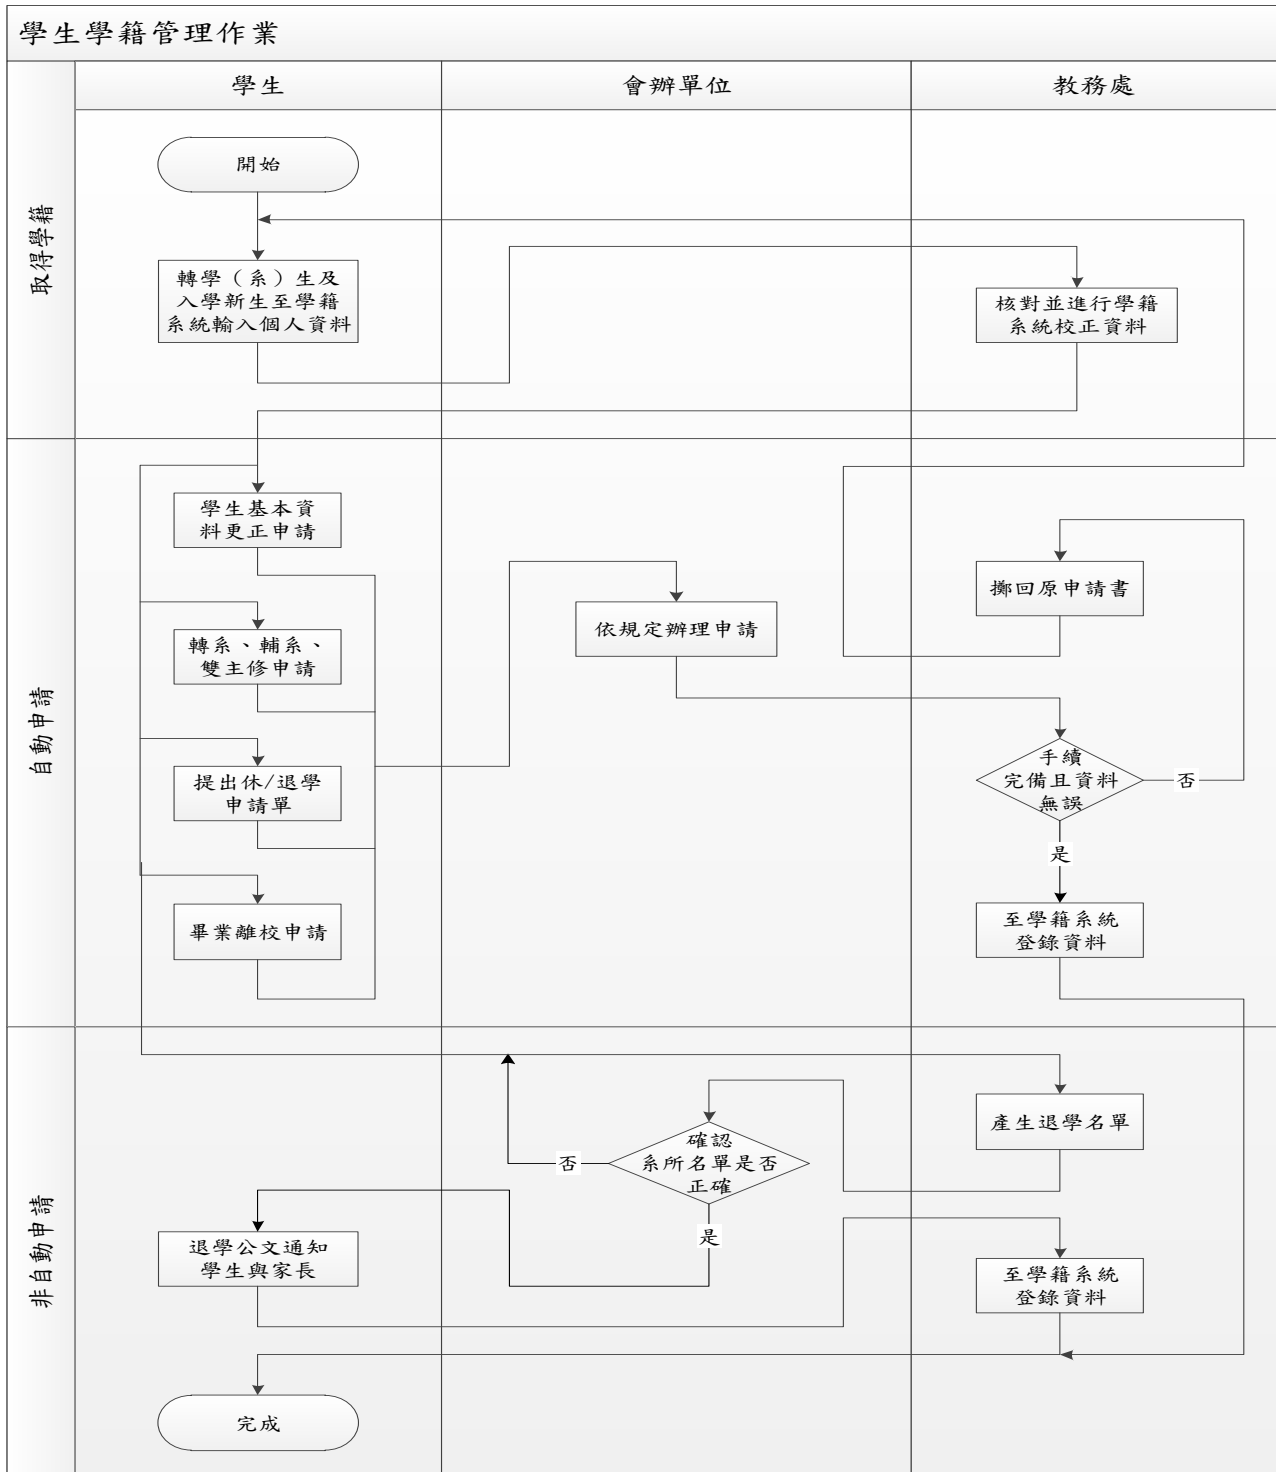 學生學籍管理作業
學生
會辦單位
教務處
取得學籍
開始
轉學（系）生及
入學新生至學籍
系統輸入個人資料
核對並進行學籍
系統校正資料
自動申請
學生基本資
料更正申請
轉系、輔系、
雙主修申請
提出休/退學
申請單
畢業離校申請
依規定辦理申請
擲回原申請書
手續
完備且資料
無誤
否
是
至學籍系統
登錄資料
非自動申請
產生退學名單
確認
系所名單是否
正確
否
是
退學公文通知
學生與家長
至學籍系統
登錄資料
完成